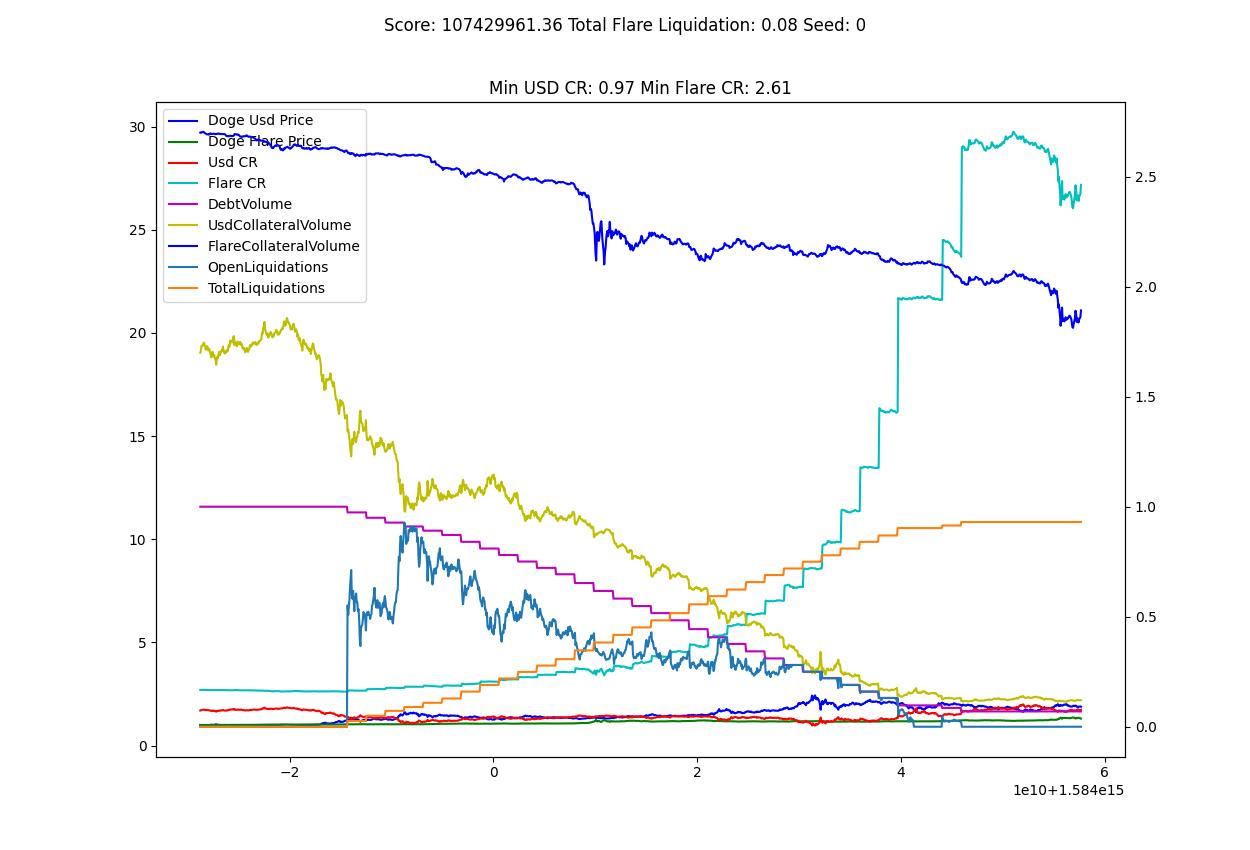 Score: 107429961.36 Total Flare Liquidation: 0.08 Seed: 0
Min USD CR: 0.97 Min Flare CR: 2.61
Doge Usd Price
Doge Flare Price
Usd CR
Flare CR
DebtVolume
UsdCollateralVolume
FlareCollateralVolume
OpenLiquidations
TotalLiquidations
30
25
20
15
10
5
0
2.5
2.0
1.5
1.0
0.5
0.0
−2 0 2 4 6
1e10+1.584e15